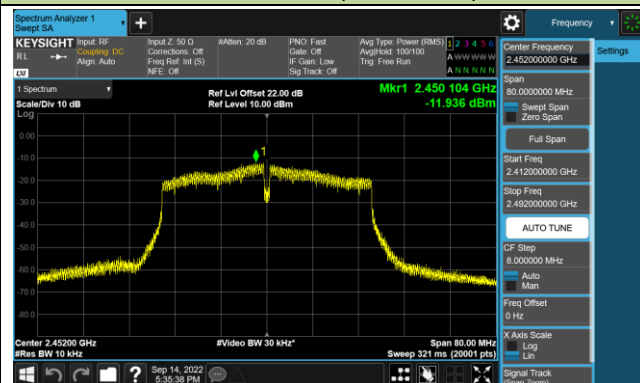 Spectrum Analyzer 1
Swept SA
+
Frequency
KEYSIGHT
RL
LXI
Input: RF
Coupling: DC
Align: Auto
Input Z: 50 Ω
Corrections: Off
Freq Ref: Int (S)
NFE: Off
#Atten: 20 dB
PNO: Fast
Gate: Off
IF Gain: Low
Sig Track: Off
Avg Type: Power (RMS)
Avg|Hold: 100/100
Trig: Free Run
1 2 3 4 5 6
A W W W W W
A N N N N N
1 Spectrum
Scale/Div 10 dB
Log
Ref Lvl Offset 22.00 dB
Ref Level 10.00 dBm
Mkr1 2.450 104 GHz
-11.936 dBm
0.00
-10.0
-20.0
-30.0
-40.0
-50.0
-60.0
-70.0
-80.0
1
Center 2.45200 GHz
#Res BW 10 kHz
#Video BW 30 kHz*
Span 80.00 MHz
Sweep 321 ms (20001 pts)
Center Frequency
2.452000000 GHz
Settings
Span
80.0000000 MHz
Swept Span
Zero Span
Full Span
Start Freq
2.412000000 GHz
Stop Freq
2.492000000 GHz
AUTO TUNE
CF Step
8.000000 MHz
Auto
Man
Freq Offset
0 Hz
X Axis Scale
Log
Lin
Signal Track
(Span Zoom)
?
Sep 14, 2022
5:35:38 PM